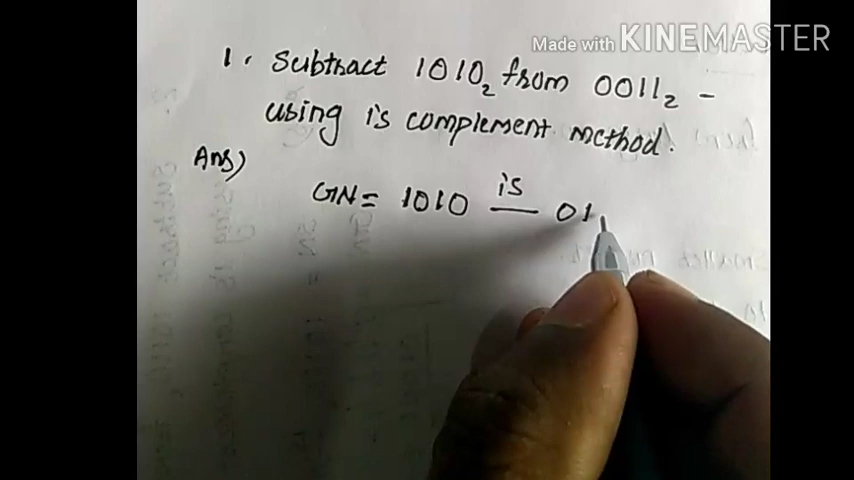 Made with KINEMASTER
1. Subtract 1010₂ from 0011₂ -
using 1's complement method.
Ans)
GN = 1010 1's 01